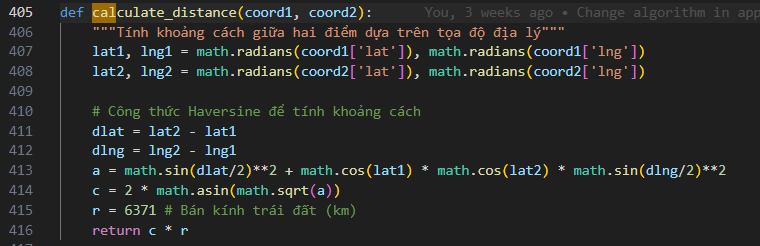 405 def calculate_distance(coord1, coord2): You, 3 weeks ago • Change algorithm in app
406 """Tính khoảng cách giữa hai điểm dựa trên tọa độ địa lý"""
407 lat1, lng1 = math.radians(coord1['lat']), math.radians(coord1['lng'])
408 lat2, lng2 = math.radians(coord2['lat']), math.radians(coord2['lng'])
409
410 # Công thức Haversine để tính khoảng cách
411 dlat = lat2 - lat1
412 dlng = lng2 - lng1
413 a = math.sin(dlat/2)**2 + math.cos(lat1) * math.cos(lat2) * math.sin(dlng/2)**2
414 c = 2 * math.asin(math.sqrt(a))
415 r = 6371 # Bán kính trái đất (km)
416 return c * r